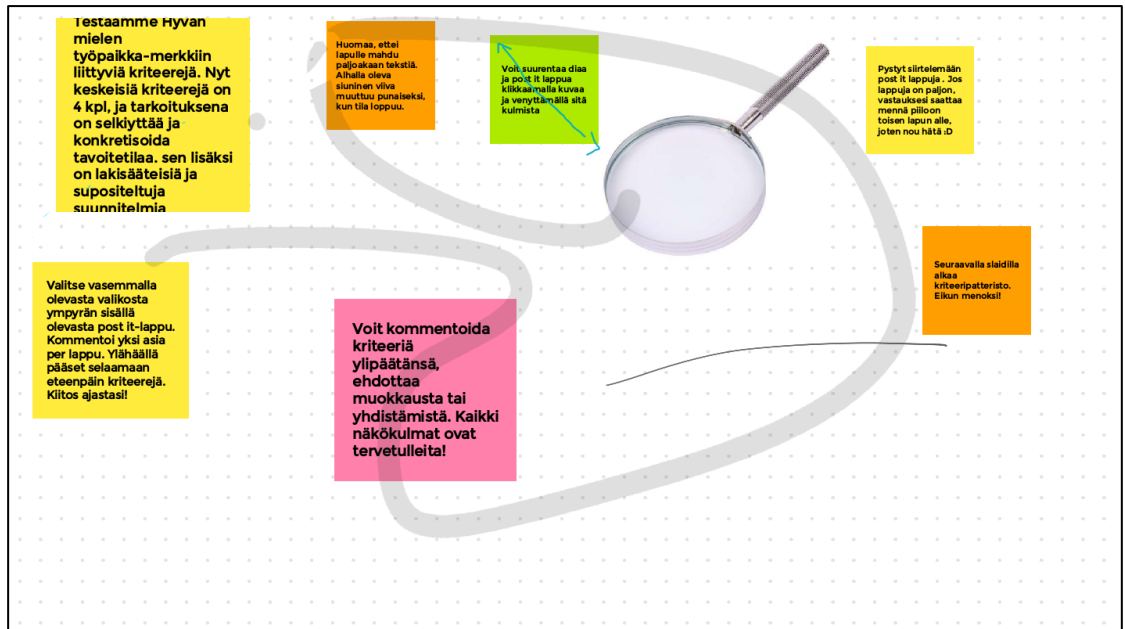 Testaamme Hyvän
mielen
työpaikka-merkkiin
liittyviä kriteerejä. Nyt
keskeisiä kriteerejä on
4 kpl, ja tarkoituksena
on selkiyttää ja
konkretisoida
tavoitetilaa. sen lisäksi
on lakisääteisiä ja
supositeltuja
suunnitelmia
Huomaa, ettei
lapulle mahdu
paljoakaan tekstiä.
Alhalla oleva
siuninen viiva
muuttuu punaiseksi,
kun tila loppuu.
Voit suurentaa diaa
ja post it lappua
klikkaamalla kuvaa
ja venyttämällä sitä
kulmista
Pystyt siirtelemään
post it lappuja . Jos
lappuja on paljon,
vastauksesi saattaa
mennä piiloon
toisen lapun alle,
joten nou hätä :D
Valitse vasemmalla
olevasta valikosta
ympyrän sisällä
olevasta post it-lappu.
Kommentoi yksi asia
per lappu. Ylähäällä
pääset selaamaan
eteenpäin kriteerejä.
Kiitos ajastasi!
Voit kommentoida
kriteeriä
ylipäätänsä,
ehdottaa
muokkausta tai
yhdistämistä. Kaikki
näkökulmat ovat
tervetulleita!
Seuraavalla slaidilla
alkaa
kriteeripatteristo.
Eikun menoksi!